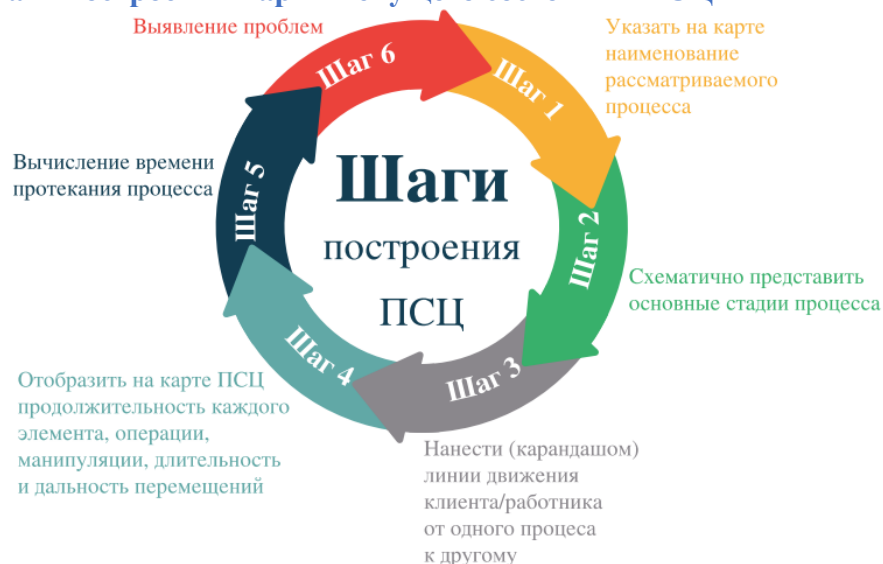 Выявление проблем
Указать на карте
наименование
рассматриваемого
процесса
Шаг 6
Шаг 1
Вычисление времени
протекания процесса
Шаг 5
Шаги
построения
ПСЦ
Шаг 2
Схематично представить
основные стадии процесса
Шаг 4
Шаг 3
Отобразить на карте ПСЦ
продолжительность каждого
элемента, операции,
манипуляции, длительность
и дальность перемещений
Нанести (карандашом)
линии движения
клиента/работника
от одного процеса
к другому